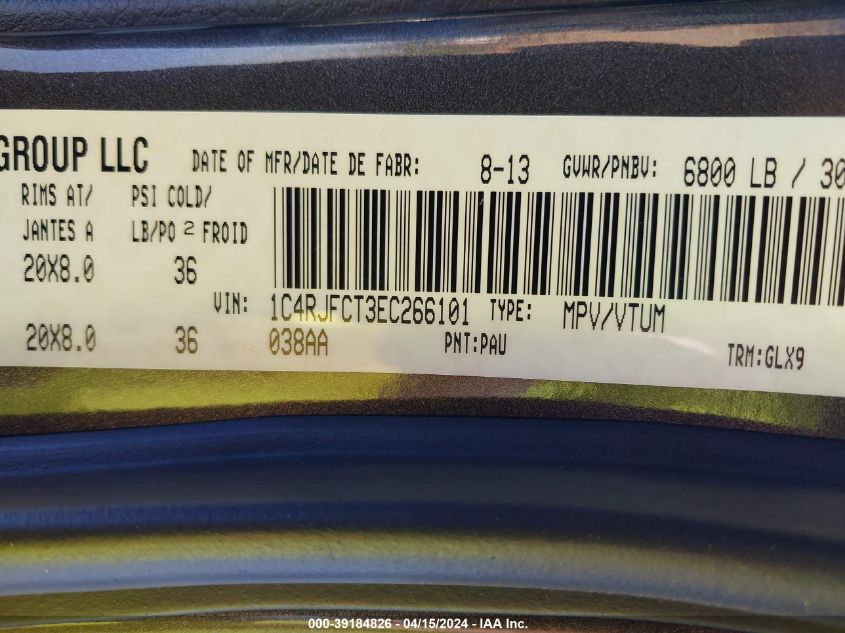 GROUP LLC DATE OF MFR/DATE DE FABR: 8-13 GVWR/PNBV: 6800 LB / 30
RIMS AT/ PSI COLD/
JANTES A LB/PO 2 FROID
20X8.0 36
VIN: 1C4RJFCT3EC266101 TYPE: MPV/VTUM
20X8.0 36 038AA PNT:PAU TRM:GLX9
000-39184826 - 04/15/2024 - IAA Inc.